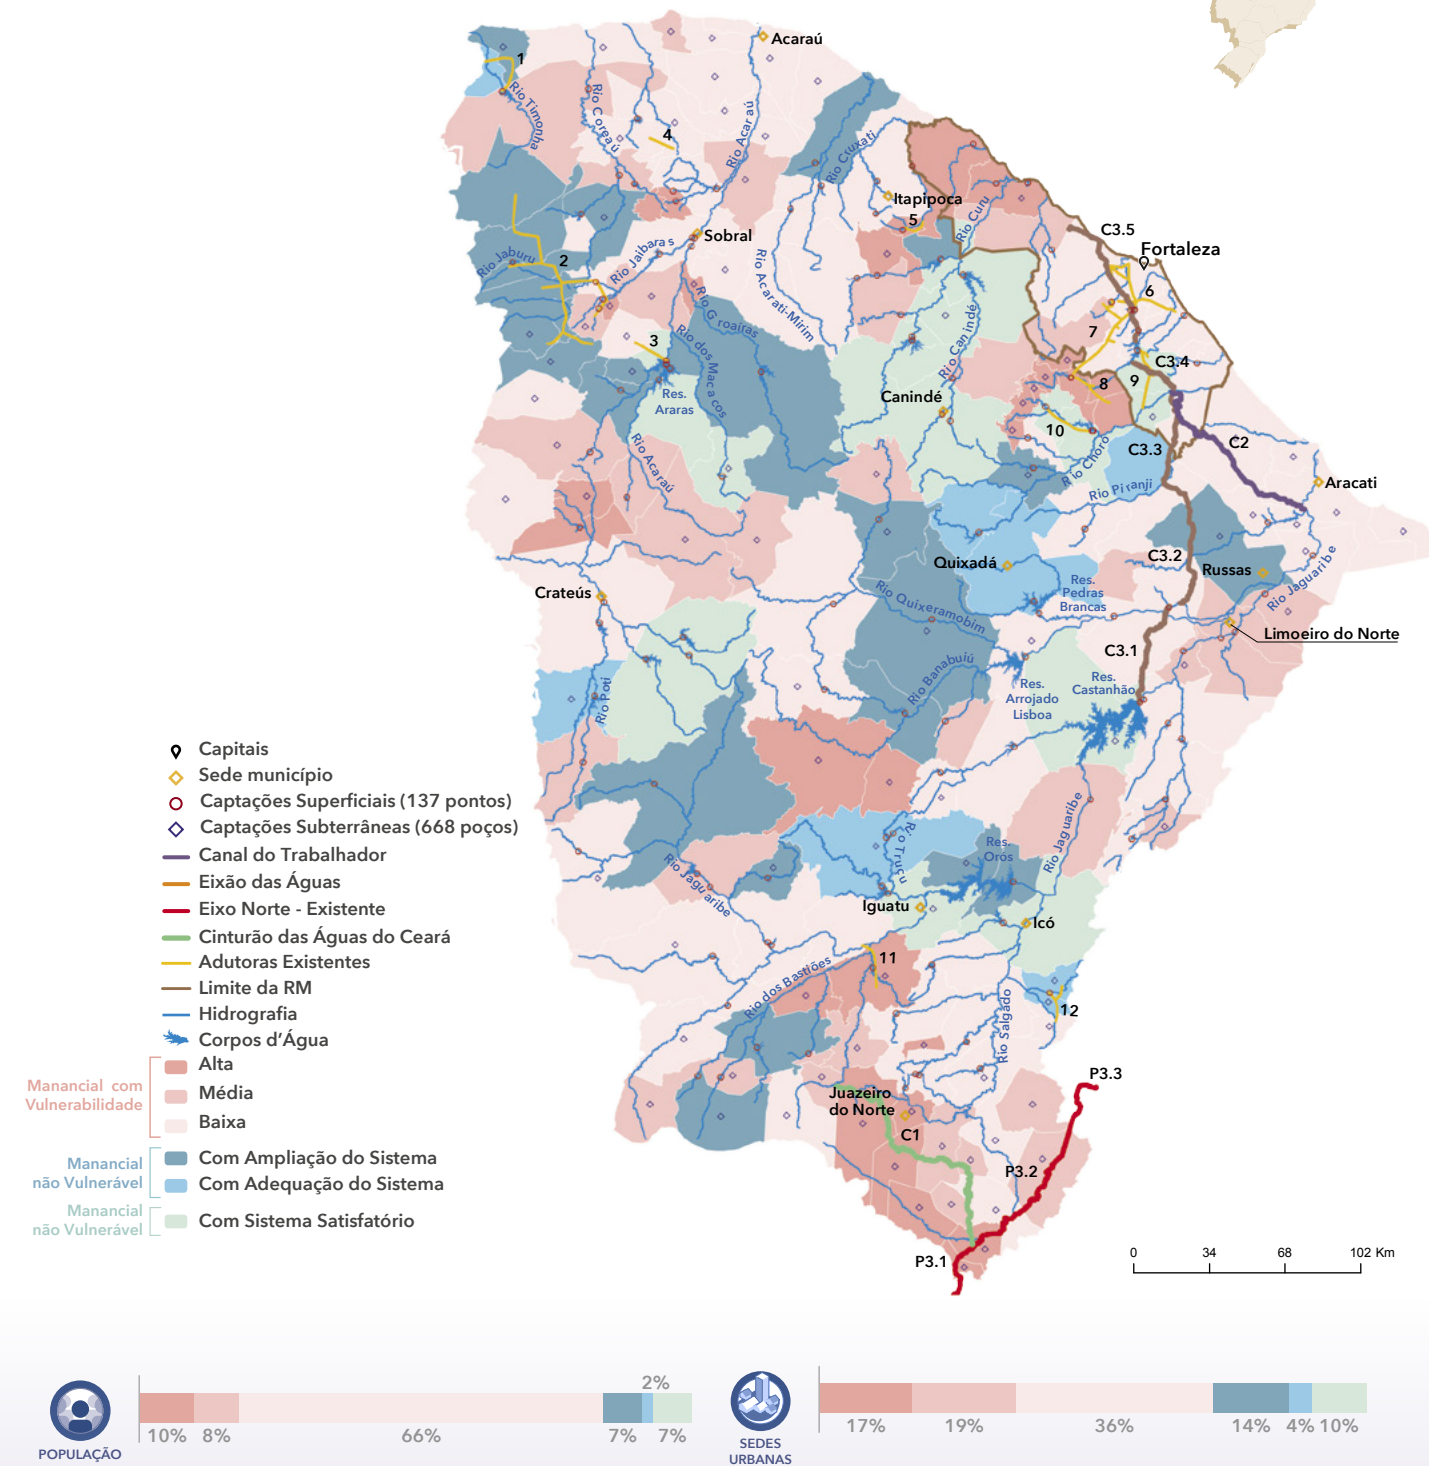 Acaraú
1
Rio Timonha
Rio Coreaú
4
Rio Acaraú
Rio Cruxati
Itapipoca
5
Rio Curu
Sobral
C3.5
Fortaleza
Rio Jaburu
2
Rio Jaibaras
Rio Acarati-Mirim
6
Rio Groaíras
3
Rio dos Macacos
Rio Canindé
7
C3.4
Res.
Araras
Canindé
8
9
10
Rio Choró
C3.3
C2
Rio Acaraú
Rio Piranji
Aracati
C3.2
Quixadá
Russas
Res.
Pedras
Brancas
Rio Jaguaribe
Crateús
Rio Quixeramobim
Limoeiro do Norte
C3.1
Rio Banabuiú
Res.
Arrojado
Lisboa
Res.
Castanhão
Rio Poti
Capitais
Sede município
Captações Superficiais (137 pontos)
Captações Subterrâneas (668 poços)
Canal do Trabalhador
Eixão das Águas
Eixo Norte - Existente
Cinturão das Águas do Ceará
Adutoras Existentes
Limite da RM
Hidrografia
Corpos d'Água
Manancial com
Vulnerabilidade
Alta
Média
Baixa
Manancial
não Vulnerável
Com Ampliação do Sistema
Com Adequação do Sistema
Manancial
não Vulnerável
Com Sistema Satisfatório
Rio Truçu
Res.
Orós
Rio Jaguaribe
Rio Jaguaribe
Iguatu
Icó
11
Rio dos Bastiões
12
Rio Salgado
P3.3
Juazeiro
do Norte
C1
P3.2
P3.1
0 34 68 102 Km
POPULAÇÃO
10% 8% 66% 7% 2% 7%
SEDES
URBANAS
17% 19% 36% 14% 4% 10%